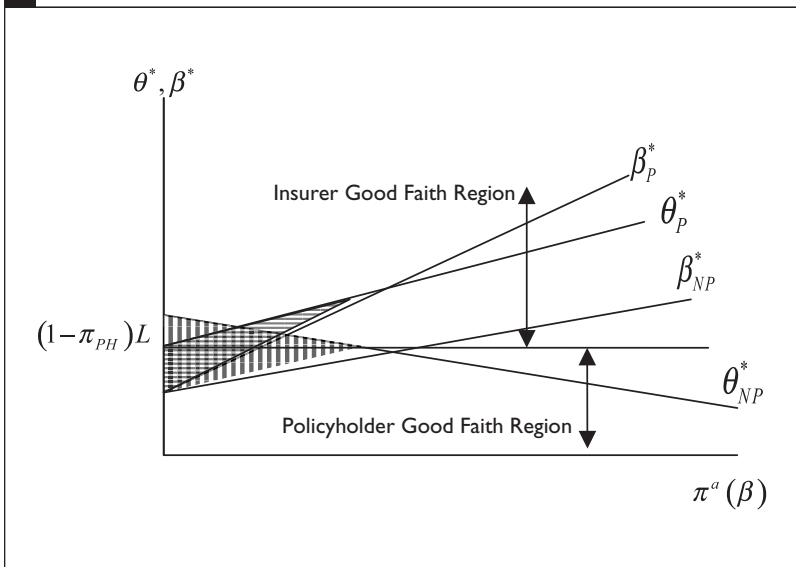 θ*, β*
β*_P
Insurer Good Faith Region
θ*_P
β*_NP
(1−π_PH)L
θ*_NP
Policyholder Good Faith Region
π^a(β)